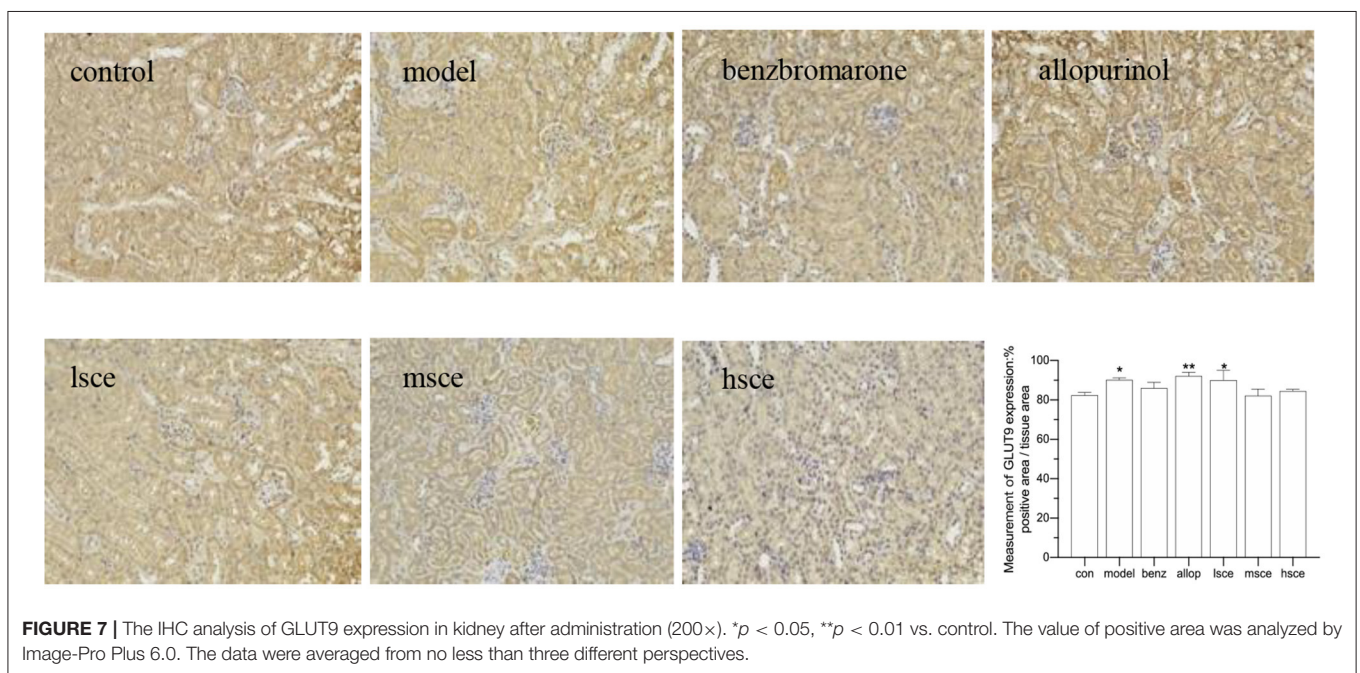 control
model
benzbromarone
allopurinol
lsce
msce
hsce
Measurement of GLUT9 expression:%
positive area / tissue area
100
80
60
40
20
0
*
**
*
con model benz allop lsce msce hsce
FIGURE 7 | The IHC analysis of GLUT9 expression in kidney after administration (200×). *p < 0.05, **p < 0.01 vs. control. The value of positive area was analyzed by
Image-Pro Plus 6.0. The data were averaged from no less than three different perspectives.